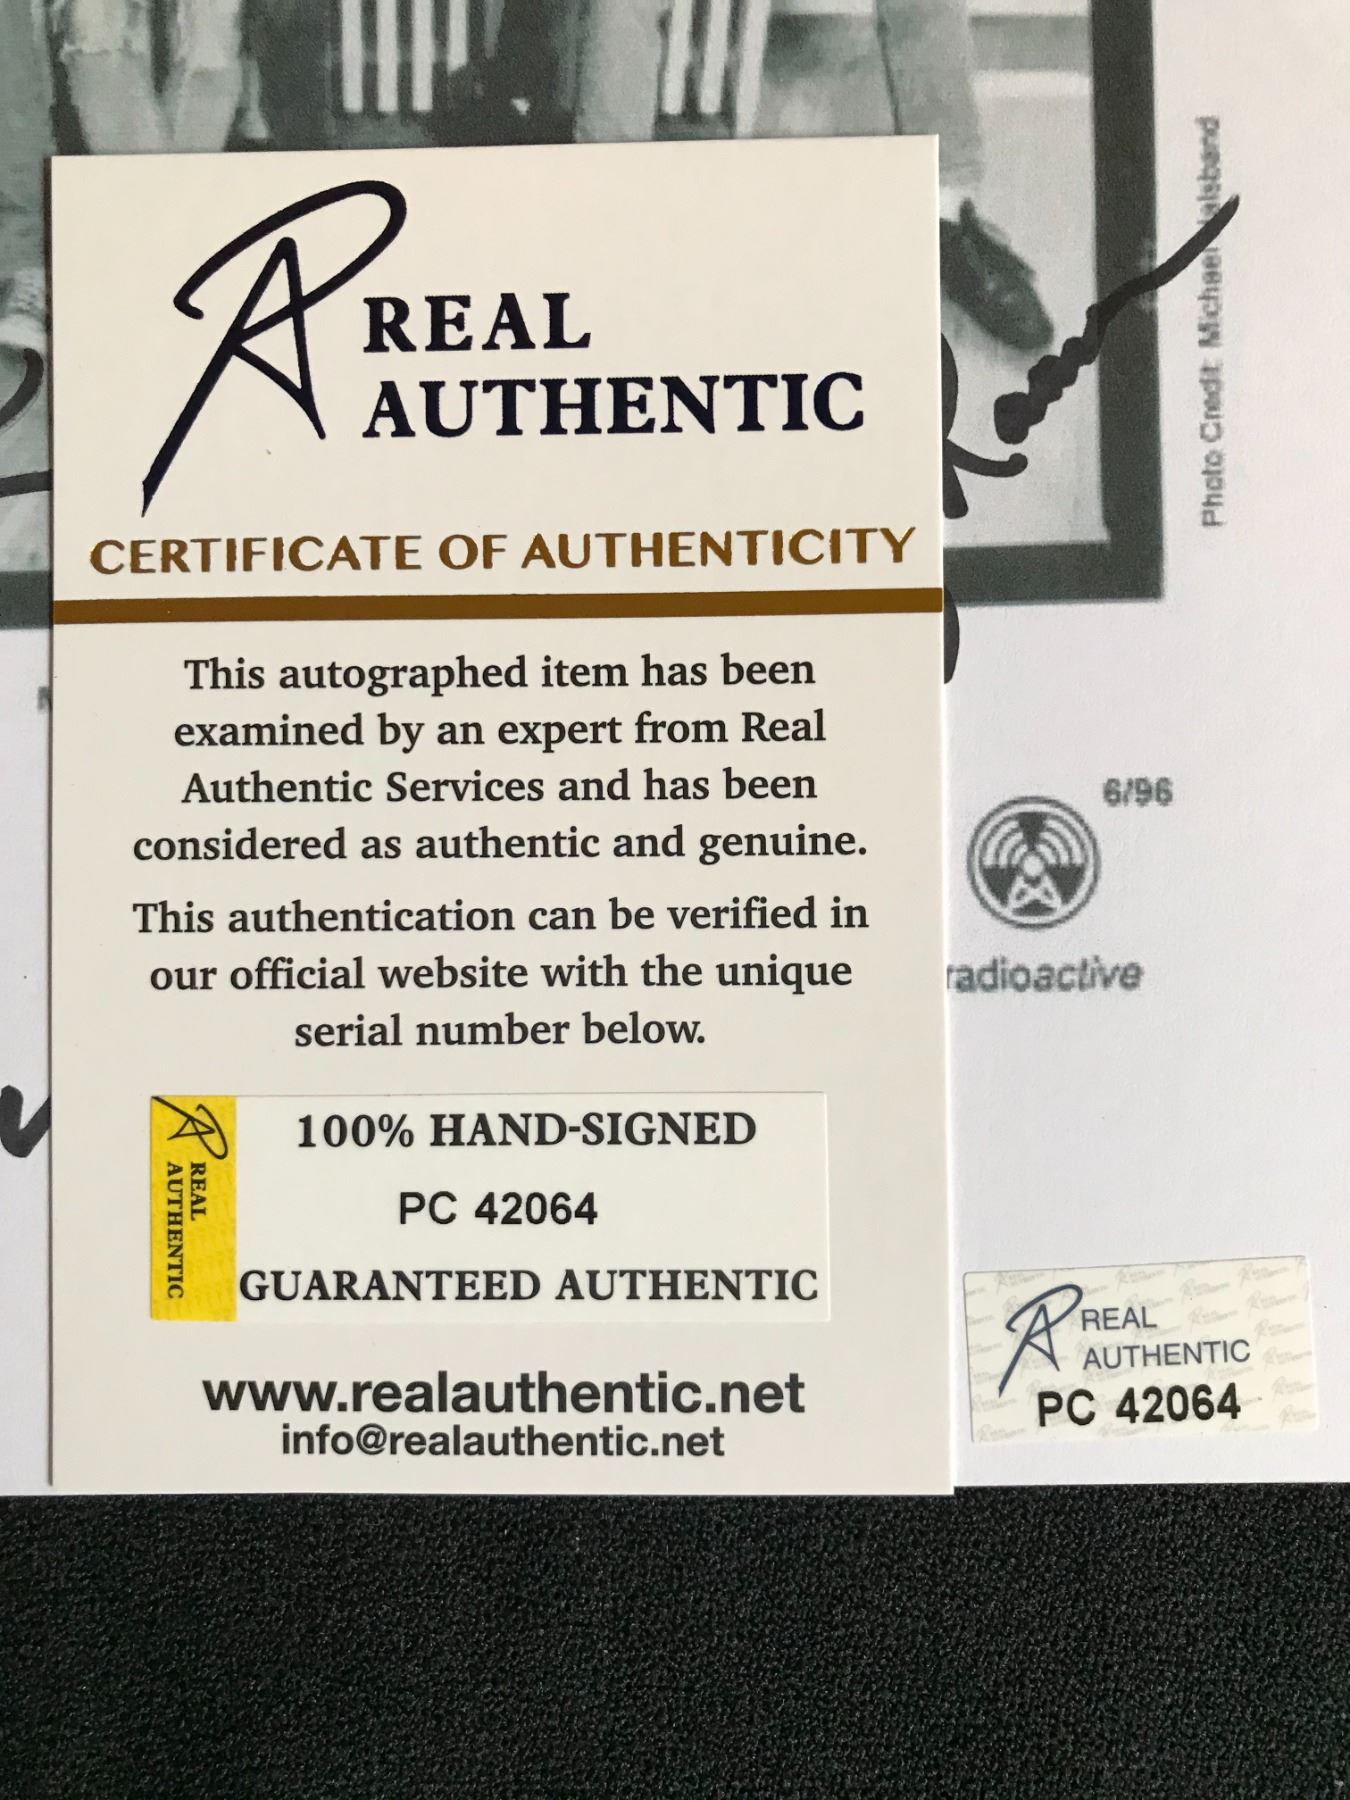 REAL
AUTHENTIC
CERTIFICATE OF AUTHENTICITY
This autographed item has been
examined by an expert from Real
Authentic Services and has been
considered as authentic and genuine.
This authentication can be verified in
our official website with the unique
serial number below.
REAL
AUTHENTIC
100% HAND-SIGNED
PC 42064
GUARANTEED AUTHENTIC
www.realauthentic.net
info@realauthentic.net
Photo Credit: Michael Halsband
6/96
radioactive
REAL
AUTHENTIC
PC 42064